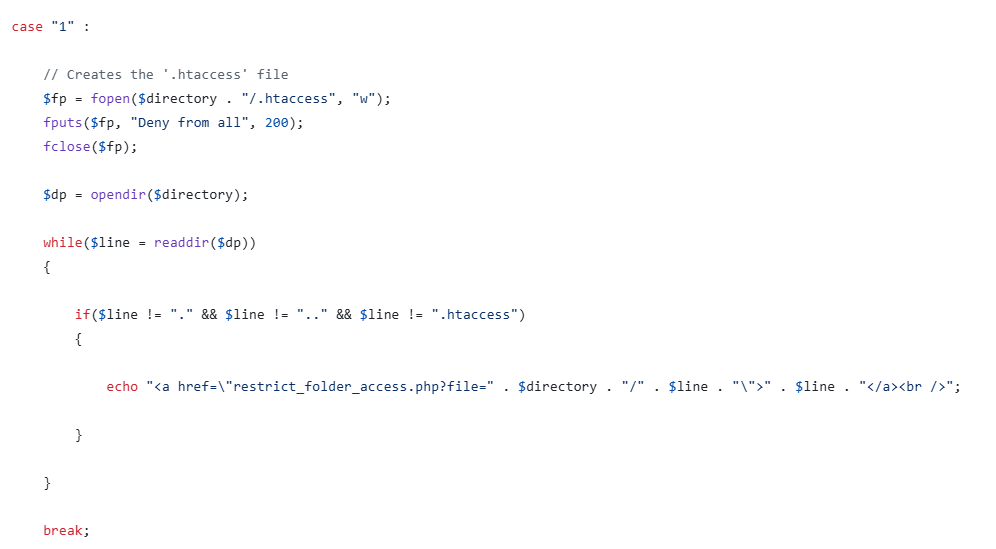 case "1" :
// Creates the '.htaccess' file
$fp = fopen($directory . "/.htaccess", "w");
fputs($fp, "Deny from all", 200);
fclose($fp);
$dp = opendir($directory);
while($line = readdir($dp))
{
if($line != "." && $line != ".." && $line != ".htaccess")
{
echo "<a href=\"restrict_folder_access.php?file=" . $directory . "/" . $line . "\">" . $line . "</a><br />";
}
}
break;